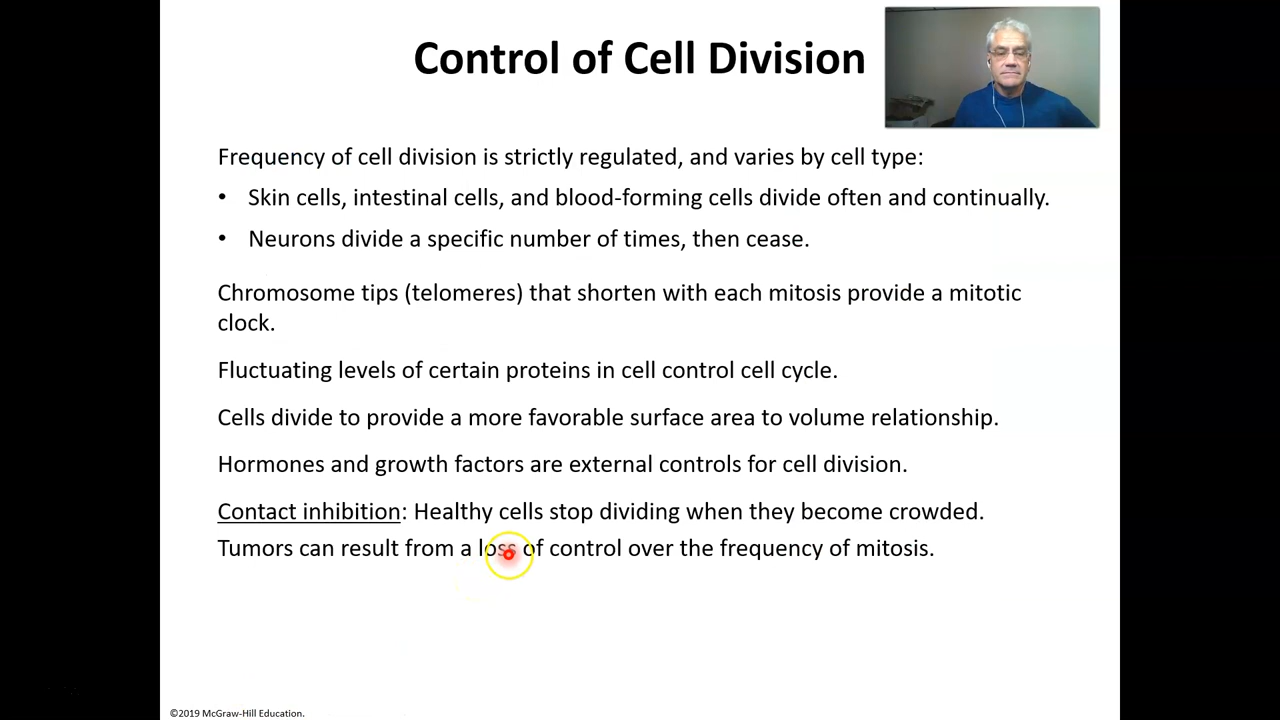 Control of Cell Division
Frequency of cell division is strictly regulated, and varies by cell type:
• Skin cells, intestinal cells, and blood-forming cells divide often and continually.
• Neurons divide a specific number of times, then cease.
Chromosome tips (telomeres) that shorten with each mitosis provide a mitotic
clock.
Fluctuating levels of certain proteins in cell control cell cycle.
Cells divide to provide a more favorable surface area to volume relationship.
Hormones and growth factors are external controls for cell division.
Contact inhibition: Healthy cells stop dividing when they become crowded.
Tumors can result from a loss of control over the frequency of mitosis.
©2019 McGraw-Hill Education.